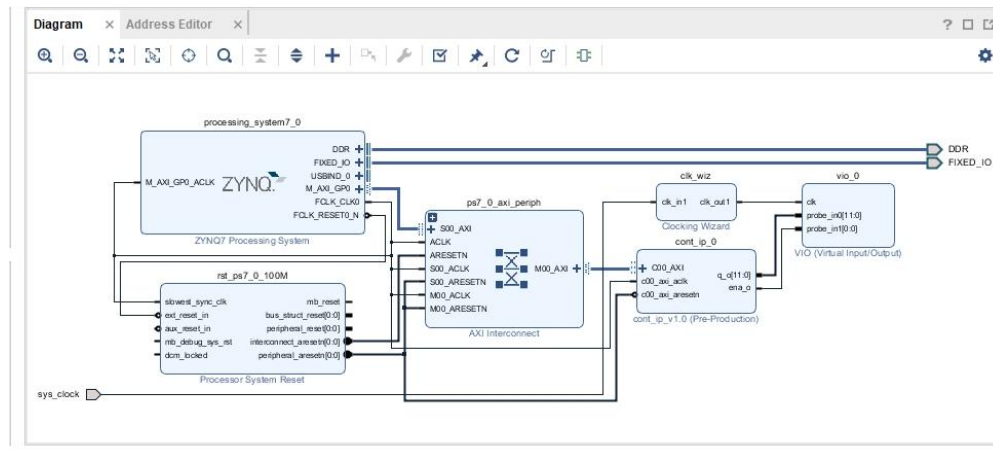 Diagram × Address Editor ×
?
processing_system7_0
DDR
FIXED_IO
USBIND_0
M_AXI_GP0
FCLK_CLK0
FCLK_RESET0_N
M_AXI_GP0_ACLK
ZYNQ
ZYNQ7 Processing System
DDR
FIXED_IO
clk_wiz
clk_in1 clk_out1
Clocking Wizard
vio_0
clk
probe_in0[11:0]
probe_in1[0:0]
VIO (Virtual Input/Output)
ps7_0_axi_periph
S00_AXI
ACLK
ARESETN
S00_ACLK
S00_ARESETN
M00_ACLK
M00_ARESETN
M00_AXI
AXI Interconnect
cont_ip_0
C00_AXI
c00_axi_aclk
c00_axi_aresetn
q_o[11:0]
ena_o
cont_ip_v1.0 (Pre-Production)
rst_ps7_0_100M
slowest_sync_clk mb_reset
ext_reset_in bus_struct_reset[0:0]
aux_reset_in peripheral_reset[0:0]
mb_debug_sys_rst interconnect_aresetn[0:0]
dcm_locked peripheral_aresetn[0:0]
Processor System Reset
sys_clock